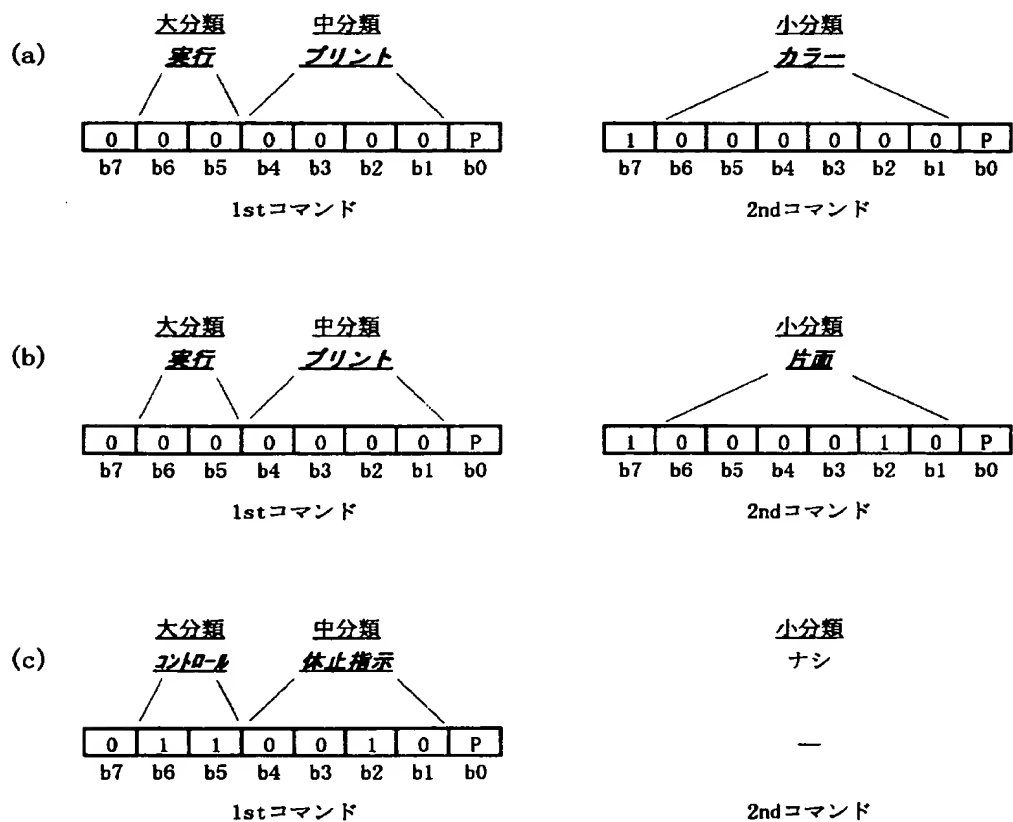 大分類 中分類 小分類
(a) 実行 プリント カラー
0 0 0 0 0 0 0 P 1 0 0 0 0 0 0 P
b7 b6 b5 b4 b3 b2 b1 b0 b7 b6 b5 b4 b3 b2 b1 b0
1stコマンド 2ndコマンド
大分類 中分類 小分類
(b) 実行 プリント 片面
0 0 0 0 0 0 0 P 1 0 0 0 0 1 0 P
b7 b6 b5 b4 b3 b2 b1 b0 b7 b6 b5 b4 b3 b2 b1 b0
1stコマンド 2ndコマンド
大分類 中分類 小分類
(c) コントロール 休止指示 ナシ
0 1 1 0 0 1 0 P —
b7 b6 b5 b4 b3 b2 b1 b0
1stコマンド 2ndコマンド